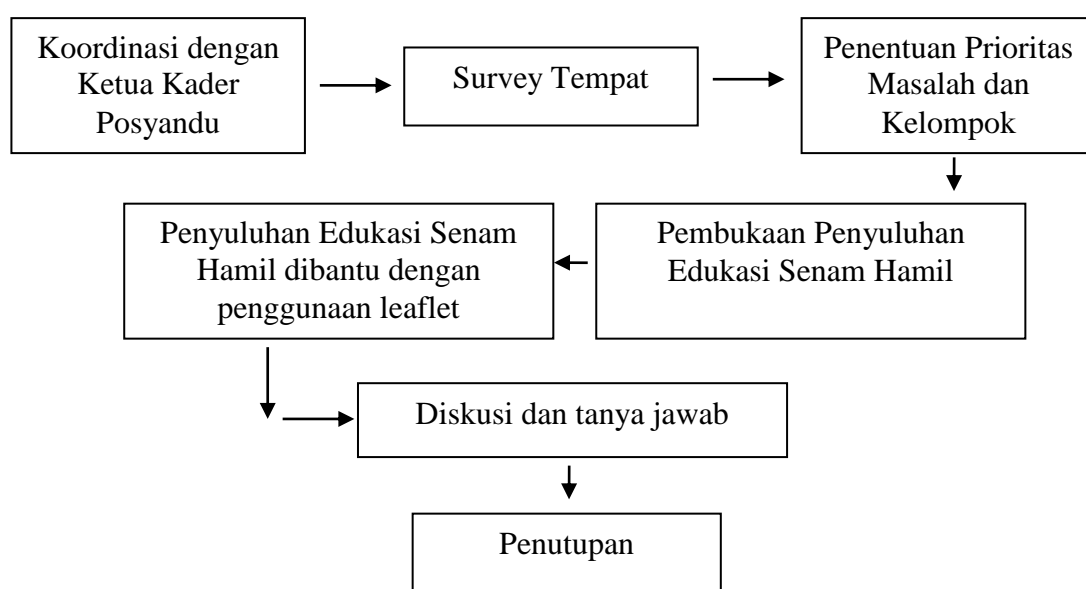 Koordinasi dengan
Ketua Kader
Posyandu
Survey Tempat
Penentuan Prioritas
Masalah dan
Kelompok
Penyuluhan Edukasi Senam
Hamil dibantu dengan
penggunaan leaflet
Pembukaan Penyuluhan
Edukasi Senam Hamil
Diskusi dan tanya jawab
Penutupan